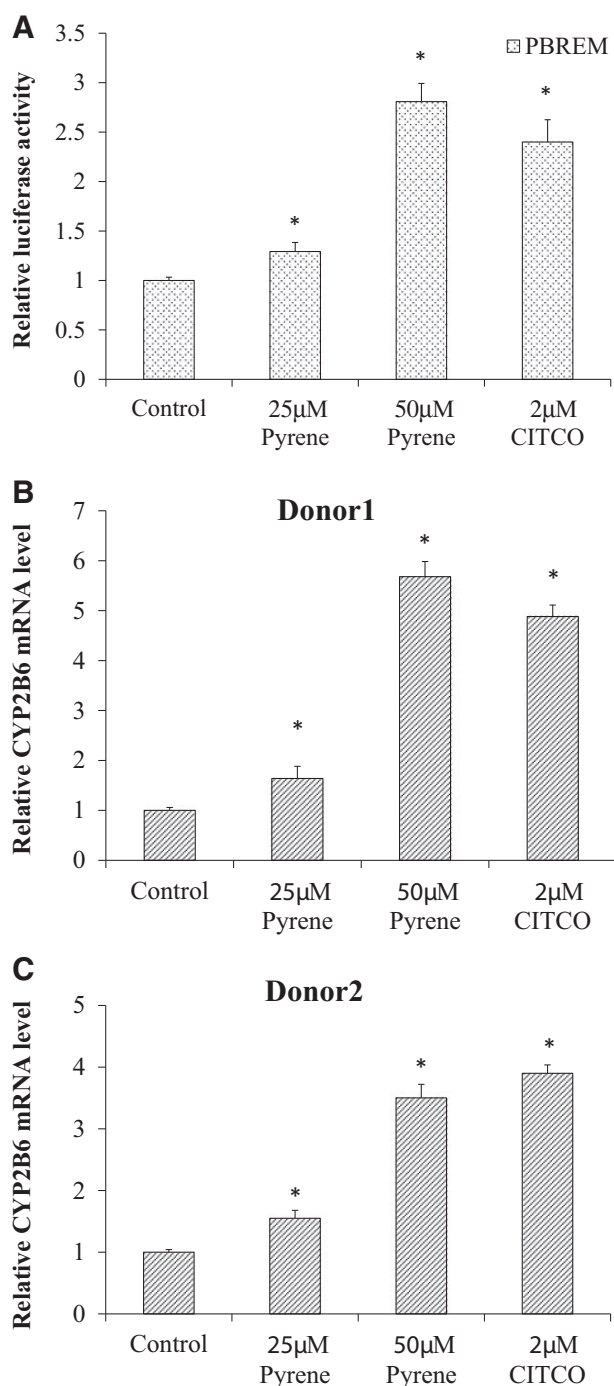 A
Relative luciferase activity
3.5
3
2.5
2
1.5
1
0.5
0
PBREM
*
*
*
Control
25μM
Pyrene
50μM
Pyrene
2μM
CITCO
B
Donor1
Relative CYP2B6 mRNA level
7
6
5
4
3
2
1
0
*
*
*
Control
25μM
Pyrene
50μM
Pyrene
2μM
CITCO
C
Donor2
Relative CYP2B6 mRNA level
5
4
3
2
1
0
*
*
*
Control
25μM
Pyrene
50μM
Pyrene
2μM
CITCO